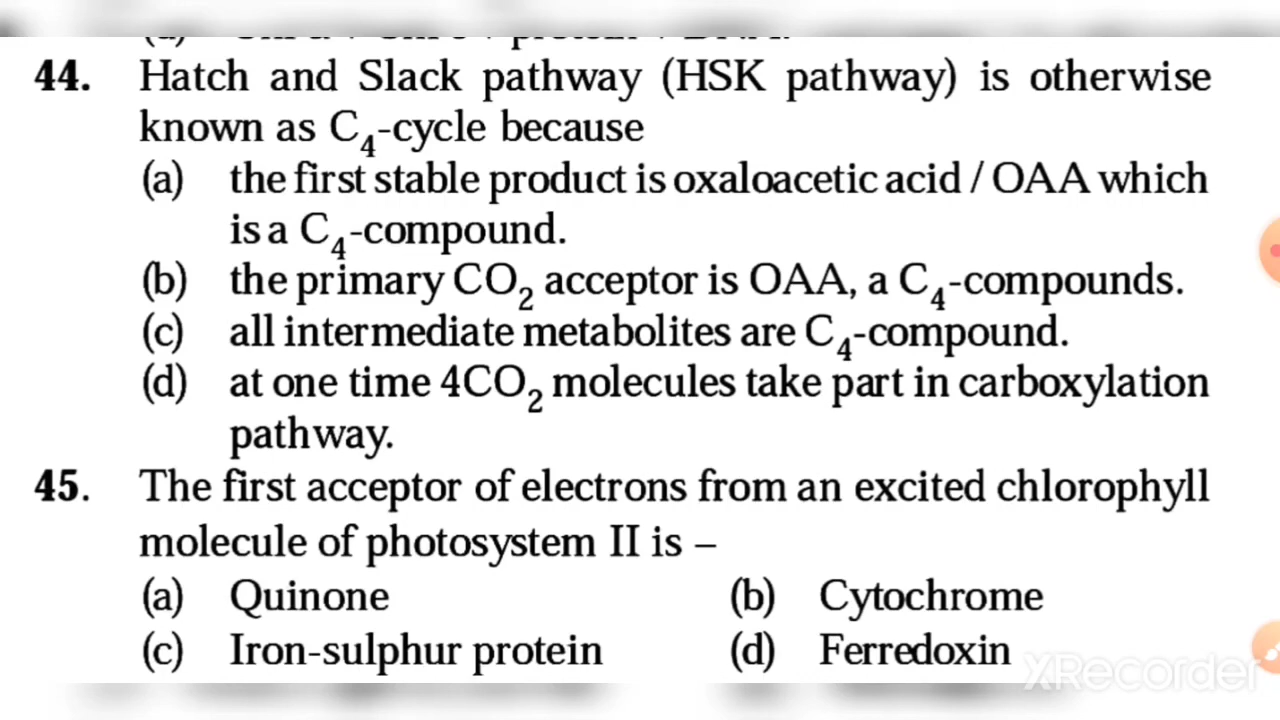 44. Hatch and Slack pathway (HSK pathway) is otherwise
known as C₄-cycle because
(a) the first stable product is oxaloacetic acid / OAA which
is a C₄-compound.
(b) the primary CO₂ acceptor is OAA, a C₄-compounds.
(c) all intermediate metabolites are C₄-compound.
(d) at one time 4CO₂ molecules take part in carboxylation
pathway.
45. The first acceptor of electrons from an excited chlorophyll
molecule of photosystem II is –
(a) Quinone (b) Cytochrome
(c) Iron-sulphur protein (d) Ferredoxin
XRecorder